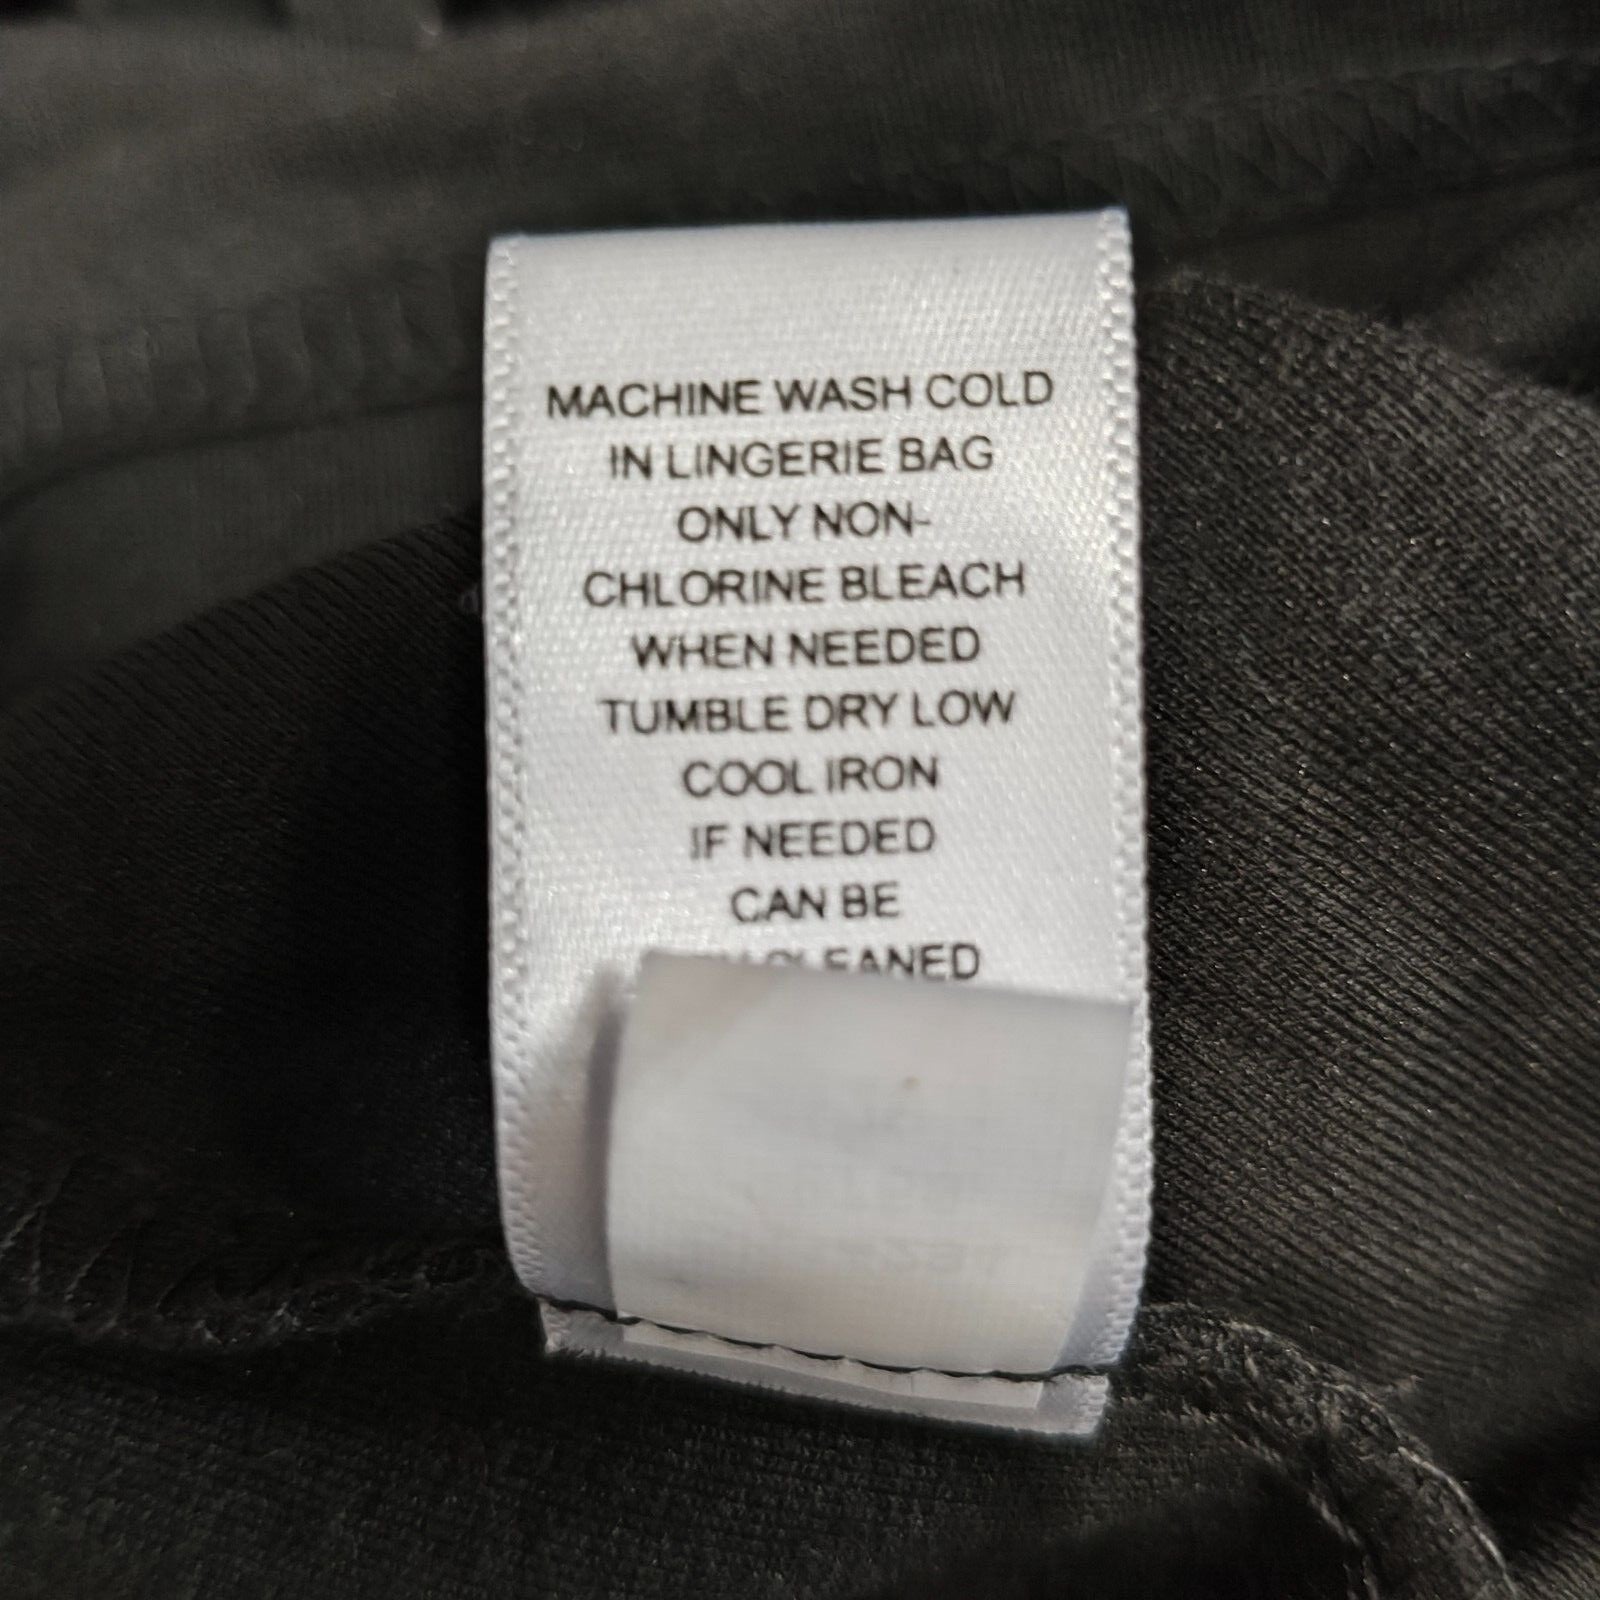 MACHINE WASH COLD
IN LINGERIE BAG
ONLY NON-
CHLORINE BLEACH
WHEN NEEDED
TUMBLE DRY LOW
COOL IRON
IF NEEDED
CAN BE
CLEANED